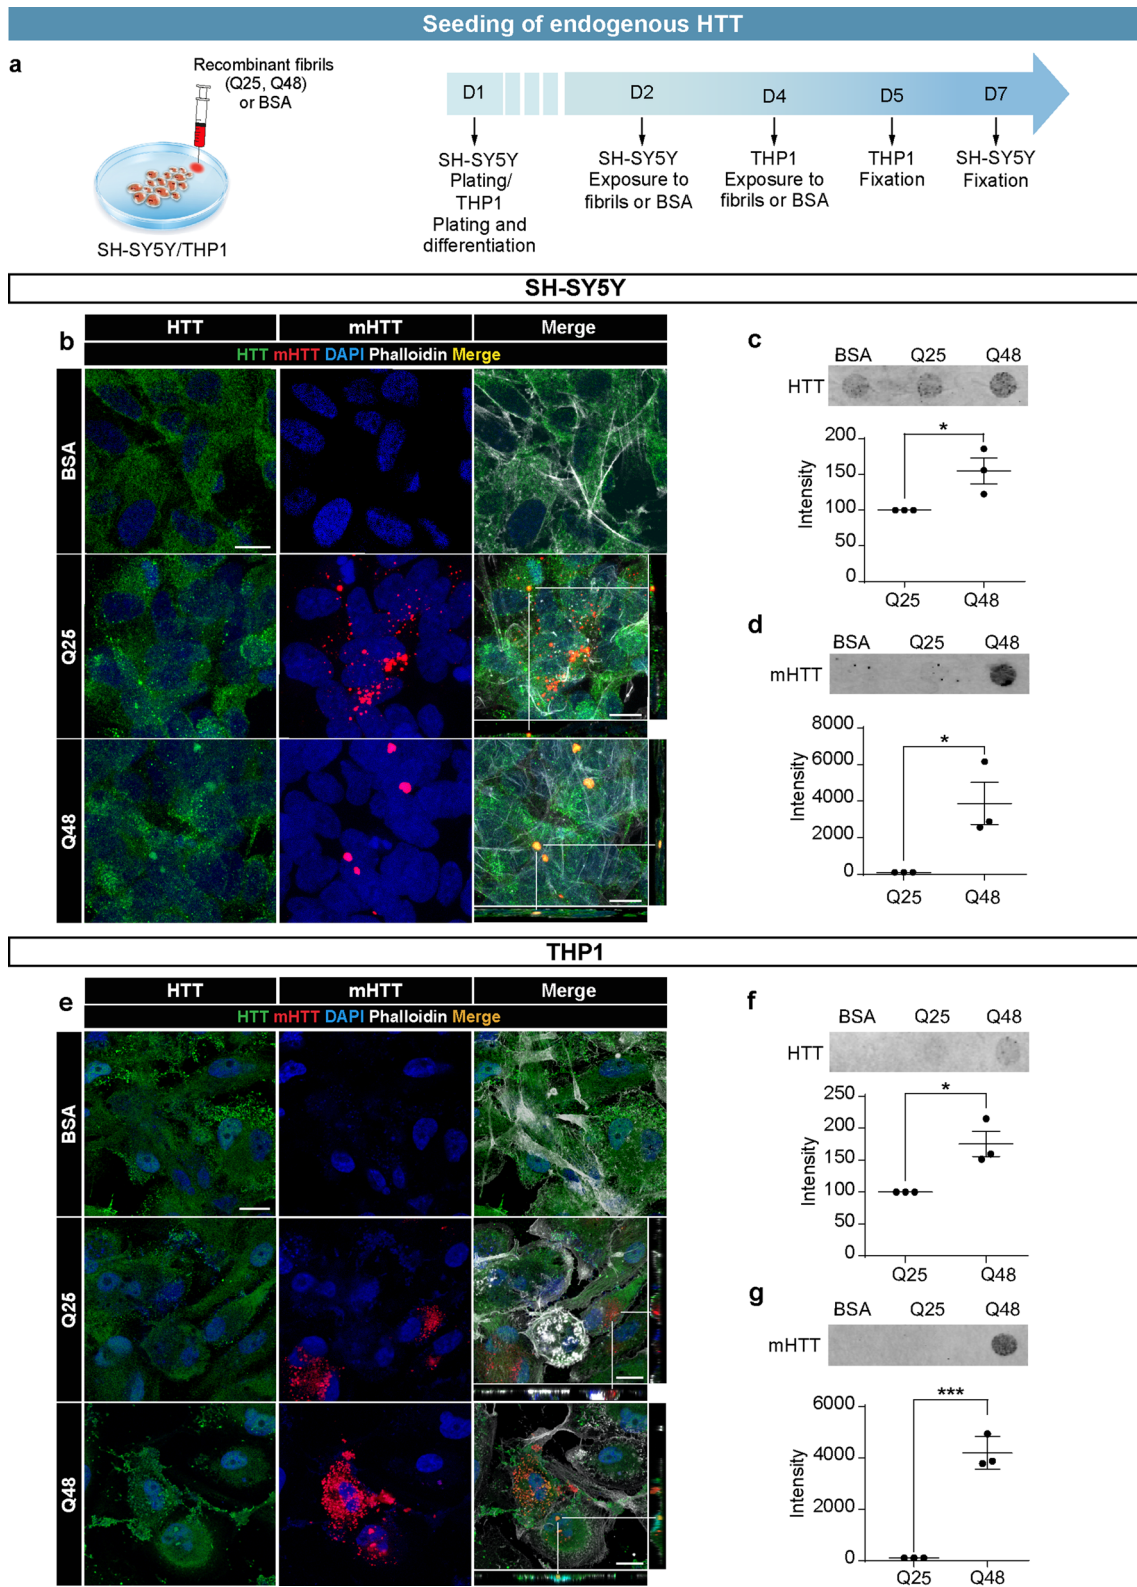 Seeding of endogenous HTT
a
Recombinant fibrils
(Q25, Q48)
or BSA
SH-SY5Y/THP1
D1
D2
D4
D5
D7
SH-SY5Y
Plating/
THP1
Plating and
differentiation
SH-SY5Y
Exposure to
fibrils or BSA
THP1
Exposure to
fibrils or BSA
THP1
Fixation
SH-SY5Y
Fixation
SH-SY5Y
b
HTT
mHTT
Merge
HTT mHTT DAPI Phalloidin Merge
BSA
Q25
Q48
c
BSA
Q25
Q48
HTT
*
200
150
100
50
0
Intensity
Q25
Q48
d
BSA
Q25
Q48
mHTT
*
8000
6000
4000
2000
0
Intensity
Q25
Q48
THP1
e
HTT
mHTT
Merge
HTT mHTT DAPI Phalloidin Merge
BSA
Q25
Q48
f
BSA
Q25
Q48
HTT
*
250
200
150
100
50
0
Intensity
Q25
Q48
g
BSA
Q25
Q48
mHTT
***
6000
4000
2000
0
Intensity
Q25
Q48